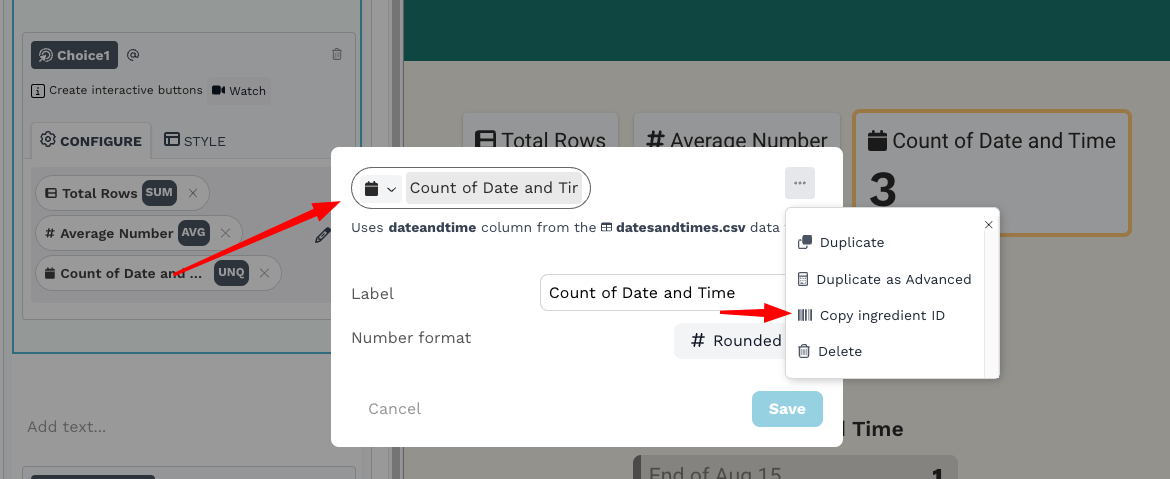 Choice1
Create interactive buttons Watch
CONFIGURE STYLE
Total Rows SUM
# Average Number AVG
Count of Date and ... UNQ
Add text...
Total Rows
# Average Number
Count of Date and Time
3
Count of Date and Tir
...
Uses dateandtime column from the datesandtimes.csv data
Label
Count of Date and Time
Number format
# Rounded
Cancel
Save
Duplicate
Duplicate as Advanced
Copy ingredient ID
Delete
Time
End of Aug 15
1